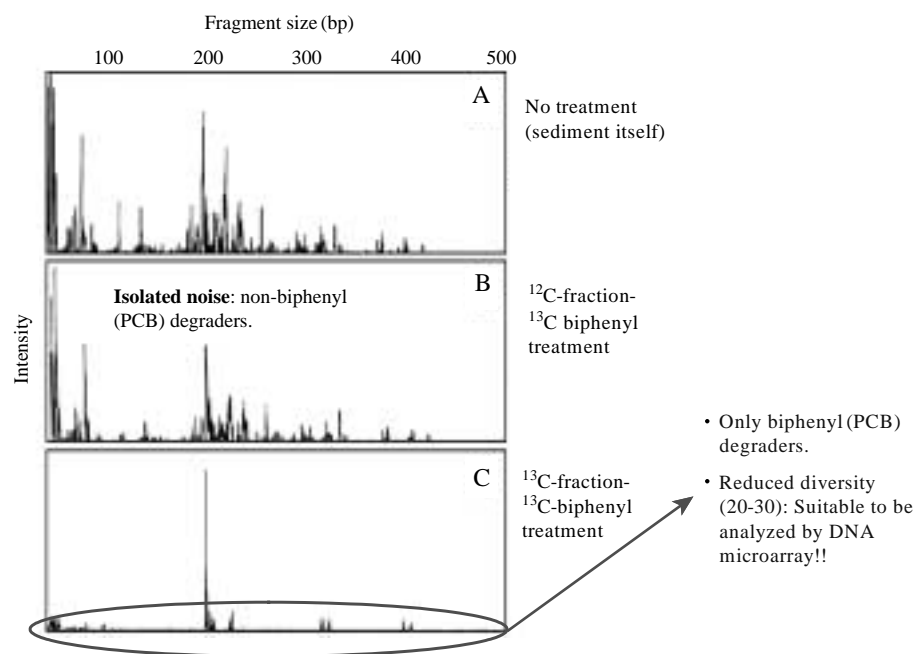 Fragment size (bp)
100 200 300 400 500
A
No treatment
(sediment itself)
Intensity
B
Isolated noise: non-biphenyl
(PCB) degraders.
¹²C-fraction-
¹³C biphenyl
treatment
C
¹³C-fraction-
¹³C-biphenyl
treatment
• Only biphenyl (PCB)
degraders.
• Reduced diversity
(20-30): Suitable to be
analyzed by DNA
microarray!!